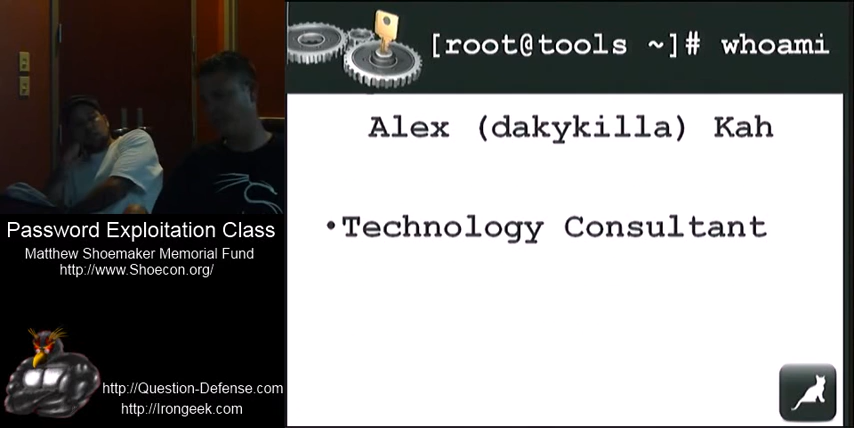 [root@tools ~]# whoami
Alex (dakykilla) Kah
•Technology Consultant
Password Exploitation Class
Matthew Shoemaker Memorial Fund
http://www.Shoecon.org/
http://Question-Defense.com
http://Irongeek.com